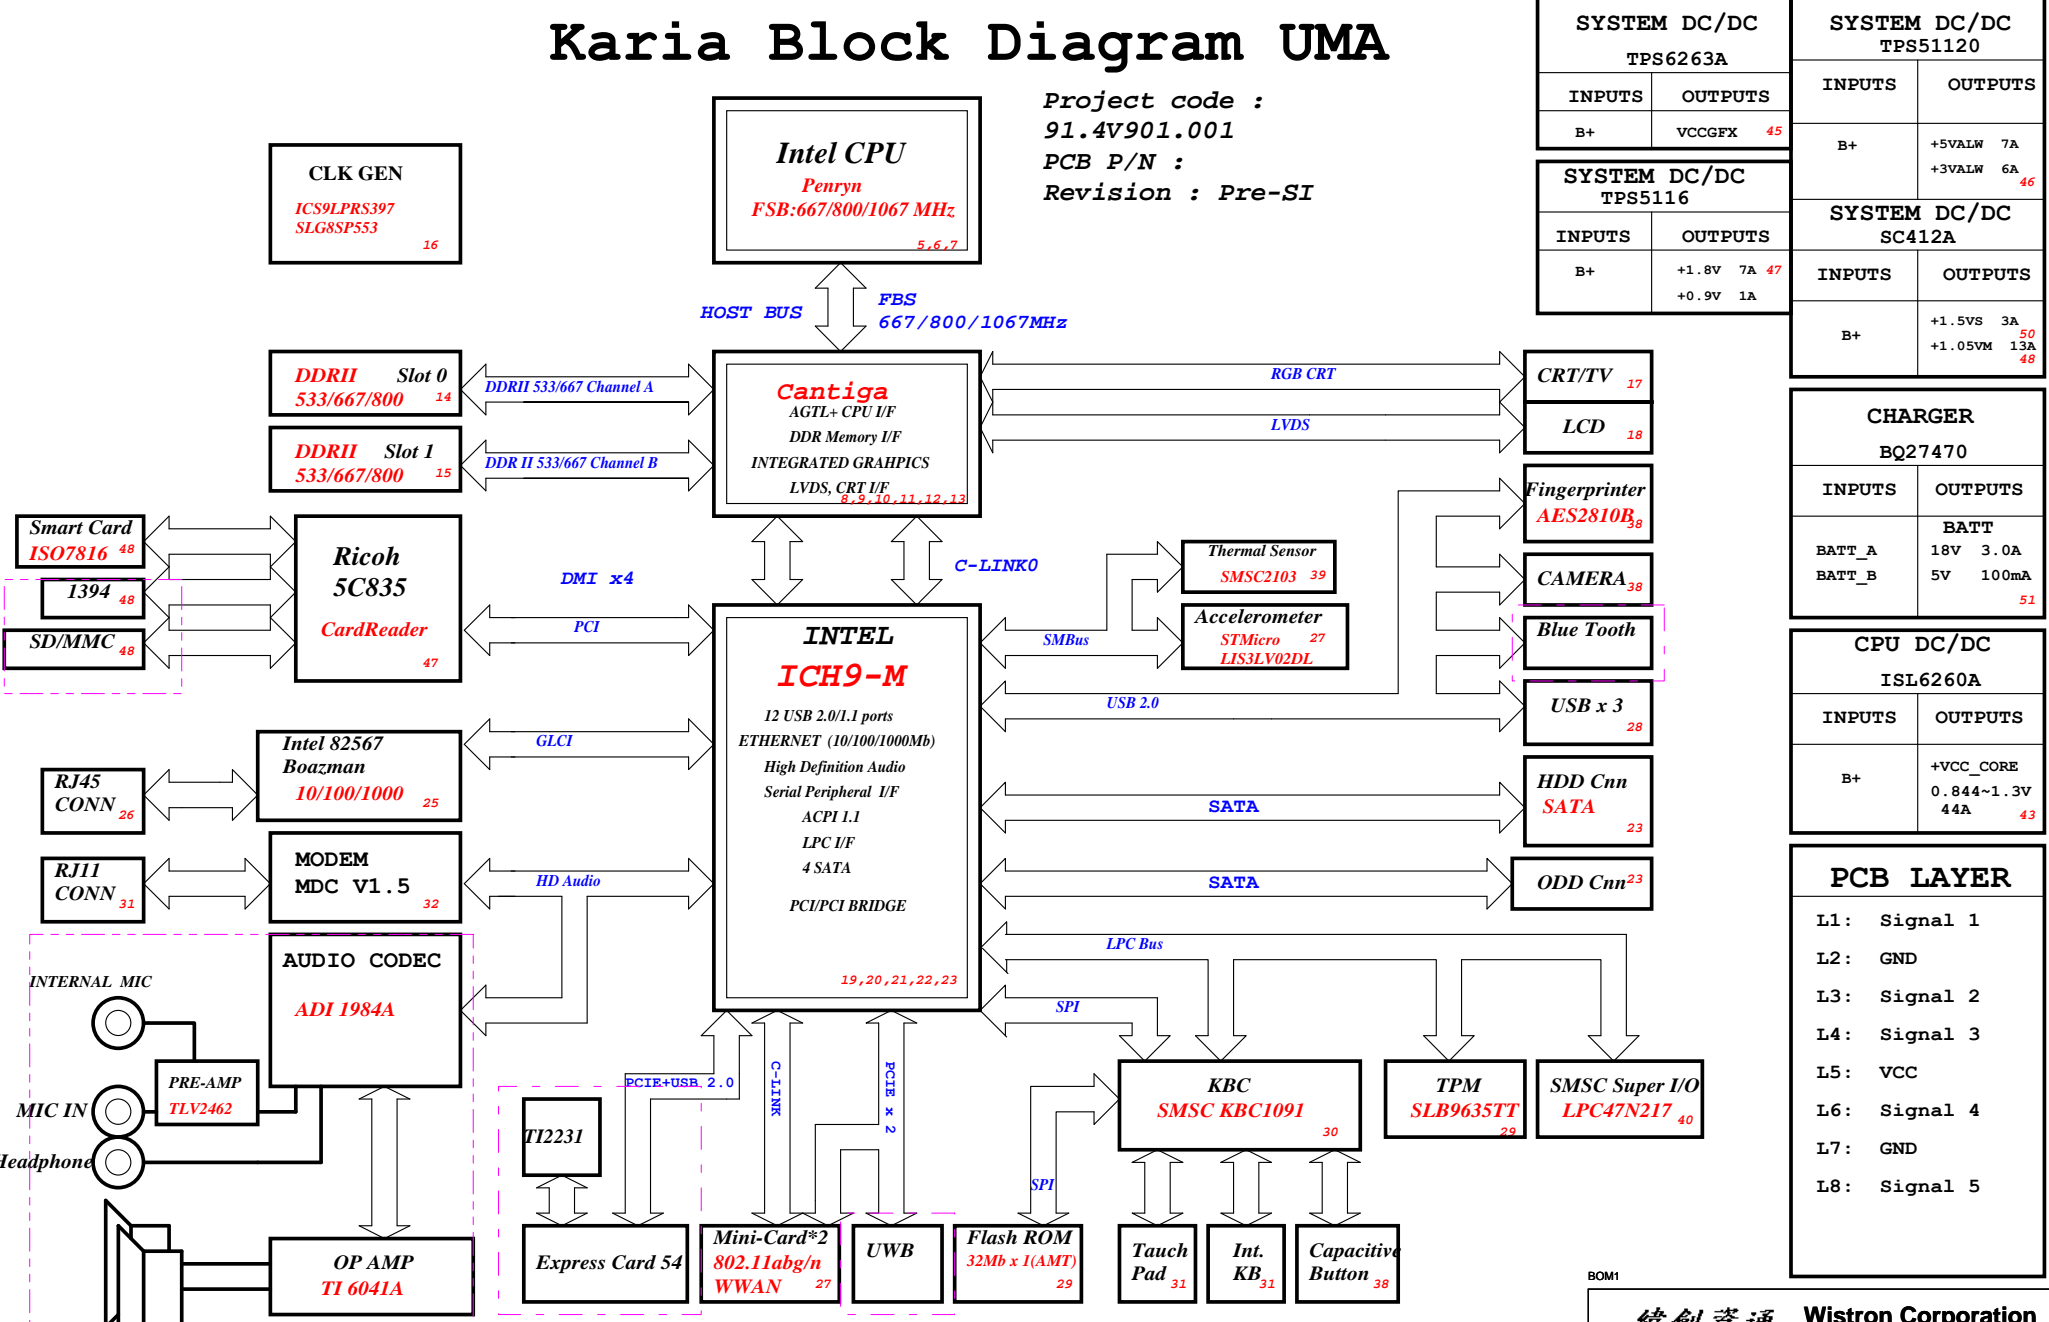 Karia Block Diagram UMA
Project code :
91.4V901.001
PCB P/N :
Revision : Pre-SI
CLK GEN
ICS9LPRS397
SLG8SP553
16
Intel CPU
Penryn
FSB:667/800/1067 MHz
5,6,7
HOST BUS
FBS
667/800/1067MHz
DDRII Slot 0
533/667/800 14
DDRII 533/667 Channel A
DDRII Slot 1
533/667/800 15
DDR II 533/667 Channel B
Cantiga
AGTL+ CPU I/F
DDR Memory I/F
INTEGRATED GRAHPICS
LVDS, CRT I/F
8,9,10,11,12,13
RGB CRT
LVDS
CRT/TV 17
LCD 18
Fingerprinter
AES2810B 38
CAMERA 38
Blue Tooth
USB x 3
28
Smart Card
ISO7816 48
1394 48
SD/MMC 48
Ricoh
5C835
CardReader
47
DMI x4
C-LINK0
PCI
Thermal Sensor
SMSC2103 39
Accelerometer
STMicro 27
LIS3LV02DL
SMBus
USB 2.0
INTEL
ICH9-M
12 USB 2.0/1.1 ports
ETHERNET (10/100/1000Mb)
High Definition Audio
Serial Peripheral I/F
ACPI 1.1
LPC I/F
4 SATA
PCI/PCI BRIDGE
19,20,21,22,23
GLCI
Intel 82567
Boazman
10/100/1000 25
RJ45
CONN 26
MODEM
MDC V1.5
32
RJ11
CONN 31
HD Audio
SATA
HDD Cnn
SATA
23
SATA
ODD Cnn 23
LPC Bus
SPI
AUDIO CODEC
ADI 1984A
INTERNAL MIC
PRE-AMP
TLV2462
MIC IN
Headphone
OP AMP
TI 6041A
PCIE+USB 2.0
C-LINK
PCIE x 2
TI2231
Express Card 54
Mini-Card*2
802.11abg/n
WWAN 27
UWB
Flash ROM
32Mb x 1(AMT)
29
SPI
KBC
SMSC KBC1091
30
TPM
SLB9635TT
29
SMSC Super I/O
LPC47N217 40
Tauch
Pad 31
Int.
KB 31
Capacitive
Button 38
SYSTEM DC/DC
TPS6263A
INPUTS OUTPUTS
B+ VCCGFX 45
SYSTEM DC/DC
TPS5116
INPUTS OUTPUTS
B+ +1.8V 7A 47
+0.9V 1A
SYSTEM DC/DC
TPS51120
INPUTS OUTPUTS
B+ +5VALW 7A
+3VALW 6A
46
SYSTEM DC/DC
SC412A
INPUTS OUTPUTS
B+ +1.5VS 3A
50
+1.05VM 13A
48
CHARGER
BQ27470
INPUTS OUTPUTS
BATT
BATT_A 18V 3.0A
BATT_B 5V 100mA
51
CPU DC/DC
ISL6260A
INPUTS OUTPUTS
B+ +VCC_CORE
0.844~1.3V
44A 43
PCB LAYER
L1: Signal 1
L2: GND
L3: Signal 2
L4: Signal 3
L5: VCC
L6: Signal 4
L7: GND
L8: Signal 5
BOM1
緯創資通 Wistron Corporation